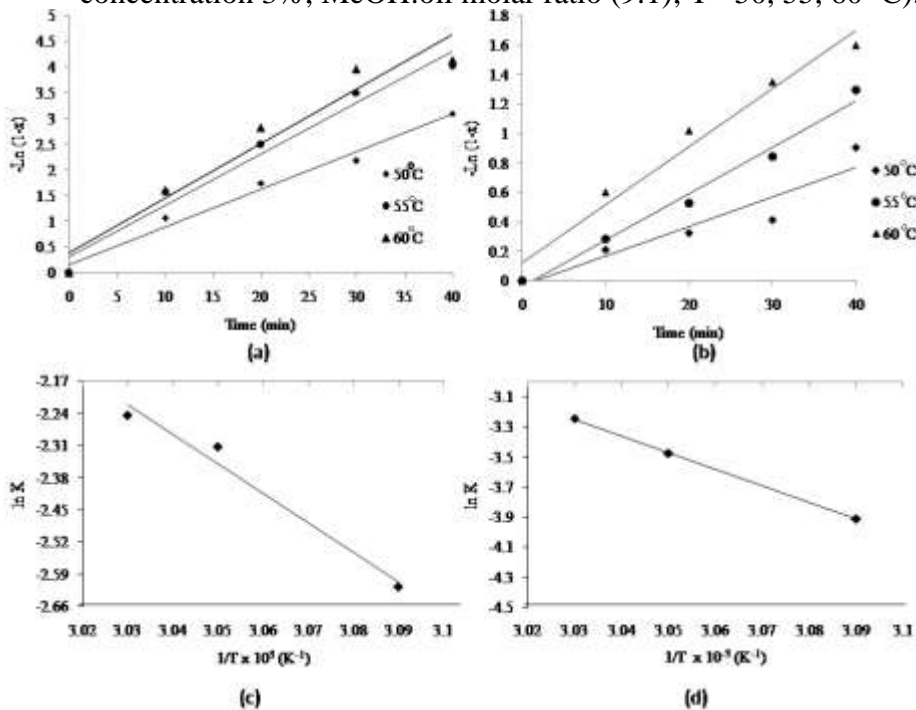 concentration 3%, MeOH:oil molar ratio (9:1), T= 50, 55, 60 °C).
5
4.5
4
3.5
3
2.5
2
1.5
1
0.5
0
-Ln (1-x)
50°C
55°C
60°C
0 5 10 15 20 25 30 35 40
Time (min)
(a)
1.8
1.6
1.4
1.2
1
0.8
0.6
0.4
0.2
0
-Ln (1-x)
50°C
55°C
60°C
0 10 20 30 40
Time (min)
(b)
-2.17
-2.24
-2.31
-2.38
-2.45
-2.52
-2.59
-2.66
ln K
3.02 3.03 3.04 3.05 3.06 3.07 3.08 3.09 3.1
1/T x 10³ (K⁻¹)
(c)
-3.1
-3.3
-3.5
-3.7
-3.9
-4.1
-4.3
-4.5
ln K
3.02 3.03 3.04 3.05 3.06 3.07 3.08 3.09 3.1
1/T x 10⁻³ (K⁻¹)
(d)